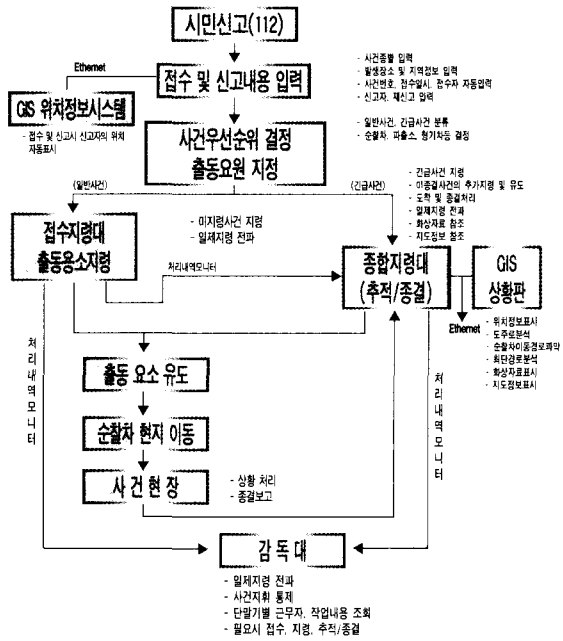 시민신고(112)
Ethernet
접수 및 신고내용 입력
- 사건종별 입력
- 발생장소 및 지역정보 입력
- 사건번호, 접수일시, 접수자 자동입력
- 신고자, 재신고 입력
GIS 위치정보시스템
- 접수 및 신고시 신고자의 위치
자동표시
사건우선순위 결정
출동요원 지정
- 일반사건, 긴급사건 분류
- 순찰차, 파출소, 형기차등 결정
(일반사건)
(긴급사건)
- 긴급사건 지령
- 미종결사건의 추가지령 및 유도
- 도착 및 종결처리
- 일제지령 전파
- 화상자료 참조
- 지도정보 참조
접수지령대
출동용소지령
- 미지령사건 지령
- 일제지령 전파
처리내역모니터
종합지령대
(추적/종결)
GIS
상황판
Ethernet
- 위치정보표시
- 도주로분석
- 순찰차이동경로파악
- 최단경로분석
- 화상자료표시
- 지도정보표시
처리내역모니터
처리내역모니터
출동 요소 유도
순찰차 현지 이동
사건현장
- 상황 처리
- 종결보고
감독대
- 일제지령 전파
- 사건지휘 통제
- 단말기별 근무자, 작업내용 조회
- 필요시 접수, 지령, 추적/종결